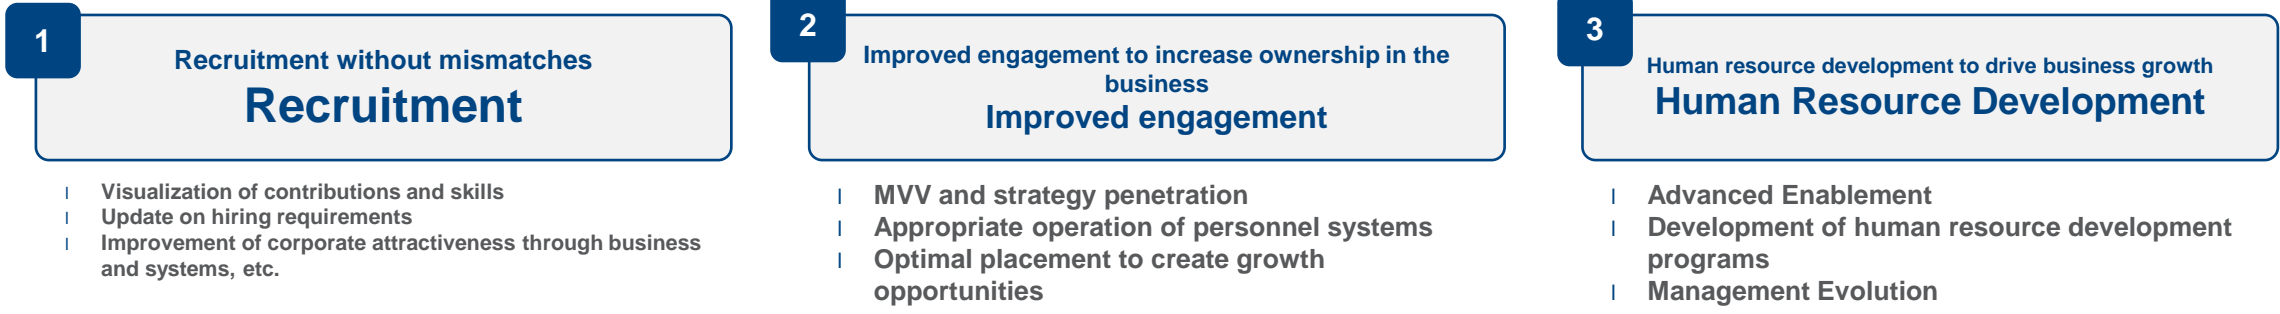 1
Recruitment without mismatches
Recruitment
l Visualization of contributions and skills
l Update on hiring requirements
l Improvement of corporate attractiveness through business
and systems, etc.
2
Improved engagement to increase ownership in the
business
Improved engagement
l MVV and strategy penetration
l Appropriate operation of personnel systems
l Optimal placement to create growth
opportunities
3
Human resource development to drive business growth
Human Resource Development
l Advanced Enablement
l Development of human resource development
programs
l Management Evolution